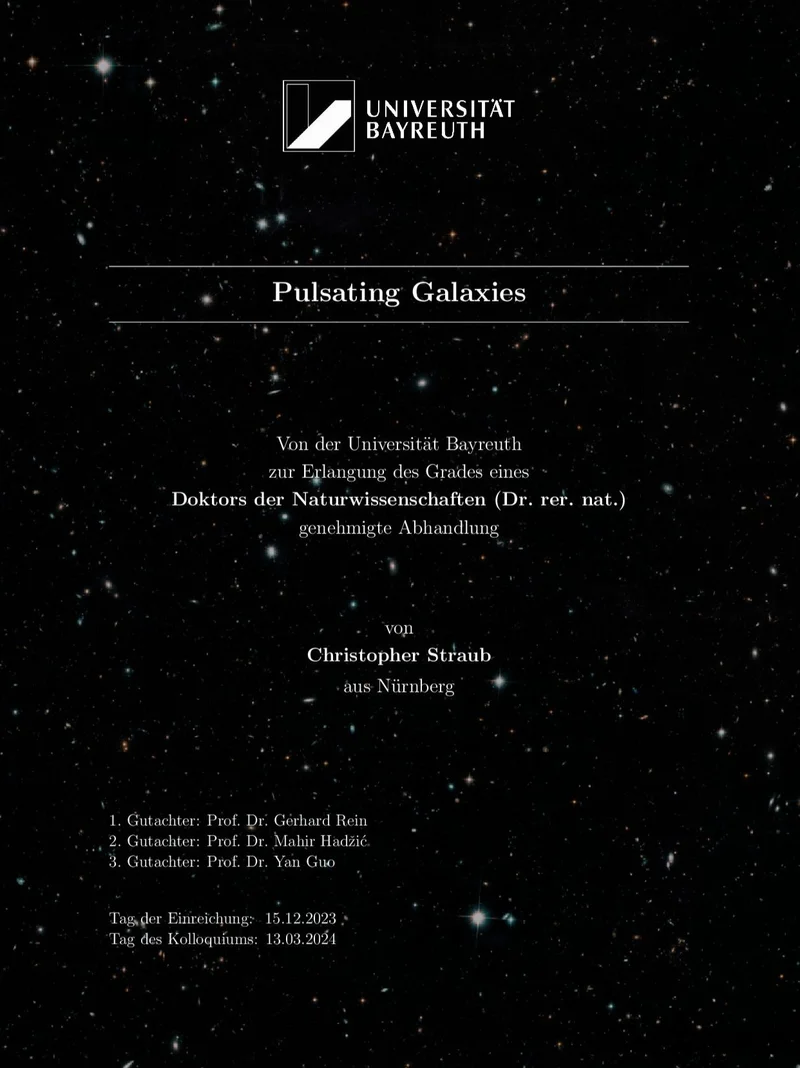 UNIVERSITÄT
BAYREUTH
Pulsating Galaxies
Von der Universität Bayreuth
zur Erlangung des Grades eines
Doktors der Naturwissenschaften (Dr. rer. nat.)
genehmigte Abhandlung
von
Christopher Straub
aus Nürnberg
1. Gutachter: Prof. Dr. Gerhard Rein
2. Gutachter: Prof. Dr. Mahir Hadžić
3. Gutachter: Prof. Dr. Yan Guo
Tag der Einreichung: 15.12.2023
Tag des Kolloquiums: 13.03.2024